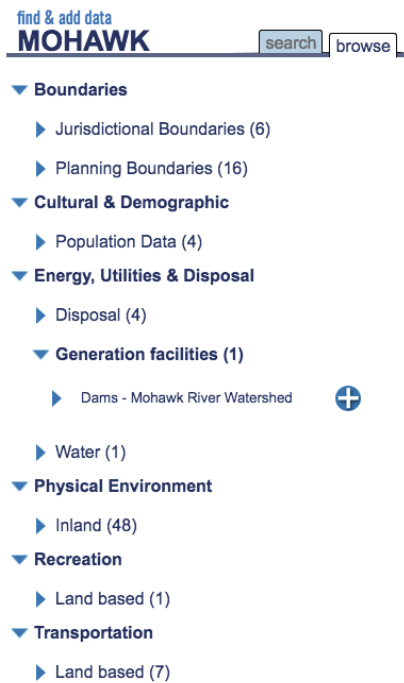 find & add data
MOHAWK
search
browse
Boundaries
Jurisdictional Boundaries (6)
Planning Boundaries (16)
Cultural & Demographic
Population Data (4)
Energy, Utilities & Disposal
Disposal (4)
Generation facilities (1)
Dams - Mohawk River Watershed
Water (1)
Physical Environment
Inland (48)
Recreation
Land based (1)
Transportation
Land based (7)